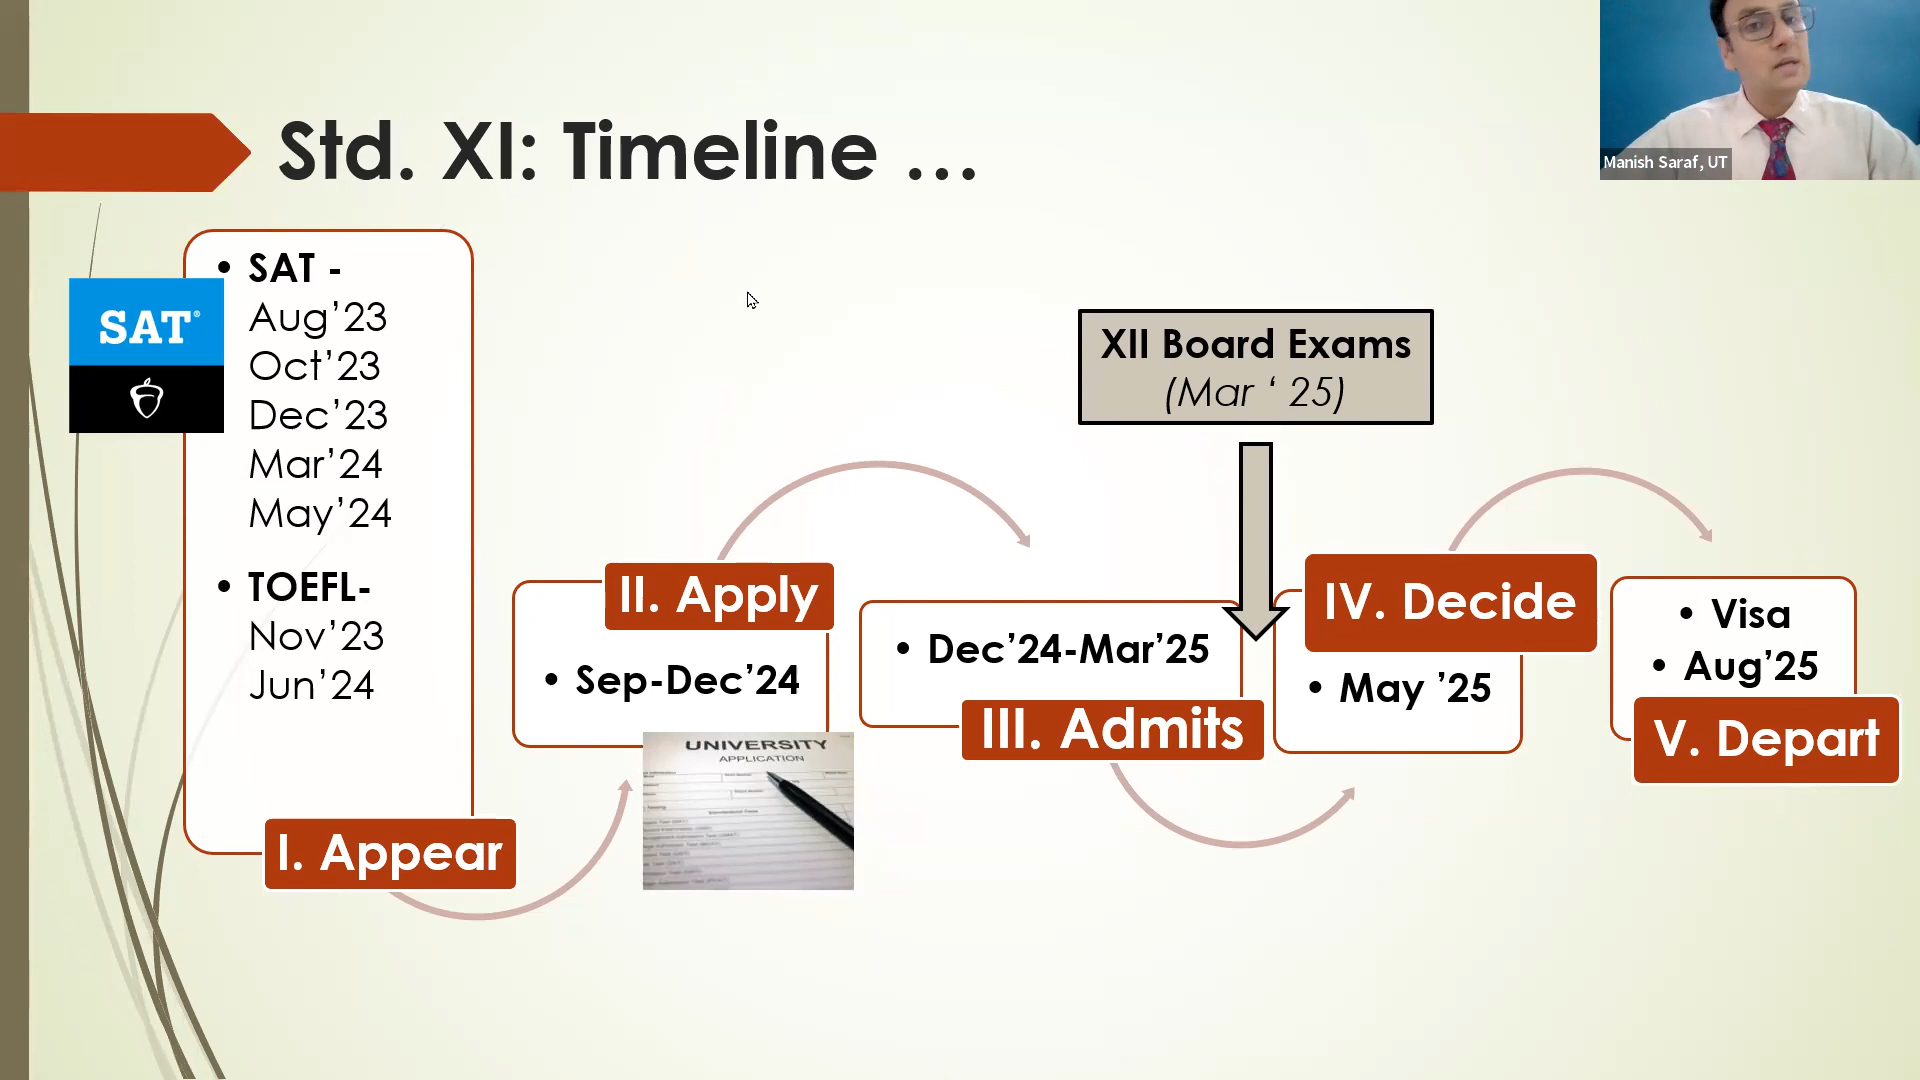 Std. XI: Timeline ...
Manish Saraf, UT
• SAT -
Aug’23
Oct’23
Dec’23
Mar’24
May’24
SAT®
• TOEFL-
Nov’23
Jun’24
I. Appear
II. Apply
• Sep-Dec’24
UNIVERSITY
APPLICATION
• Dec’24-Mar’25
III. Admits
XII Board Exams
(Mar ‘ 25)
IV. Decide
• May ’25
• Visa
• Aug’25
V. Depart